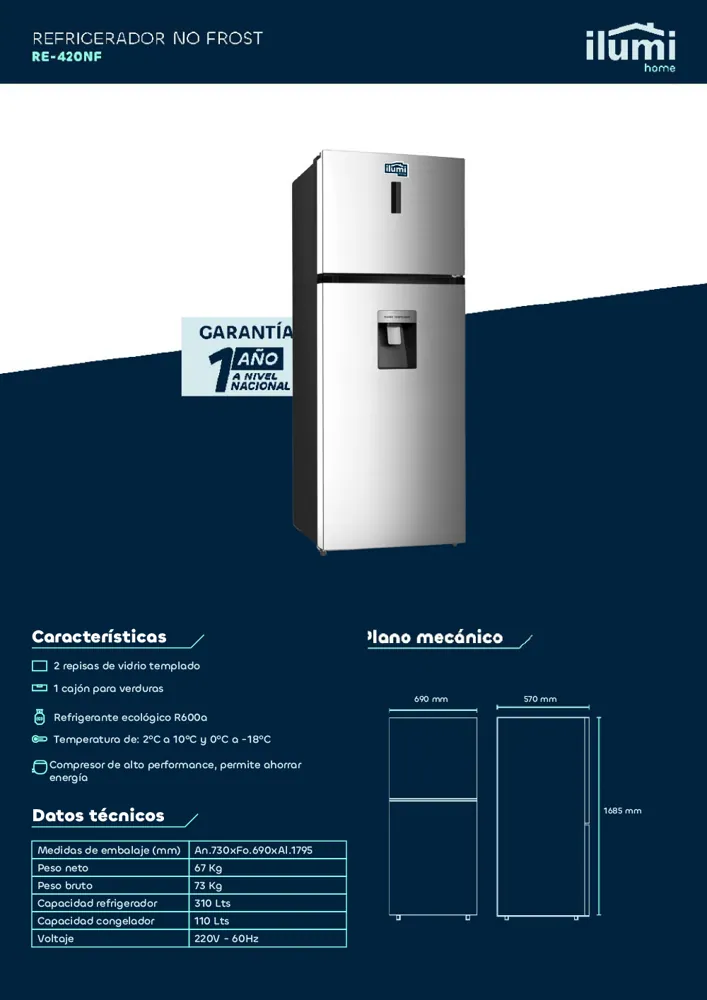 REFRIGERADOR NO FROST
RE-420NF
ilumi
home
ilumi
GARANTÍA
1 AÑO
A NIVEL
NACIONAL
Características
2 repisas de vidrio templado
1 cajón para verduras
Refrigerante ecológico R600a
Temperatura de: 2ºC a 10ºC y 0ºC a -18ºC
Compresor de alto performance, permite ahorrar
energía
Datos técnicos
Medidas de embalaje (mm) An.730xFo.690xAl.1795
Peso neto 67 Kg
Peso bruto 73 Kg
Capacidad refrigerador 310 Lts
Capacidad congelador 110 Lts
Voltaje 220V - 60Hz
Plano mecánico
690 mm
570 mm
1685 mm